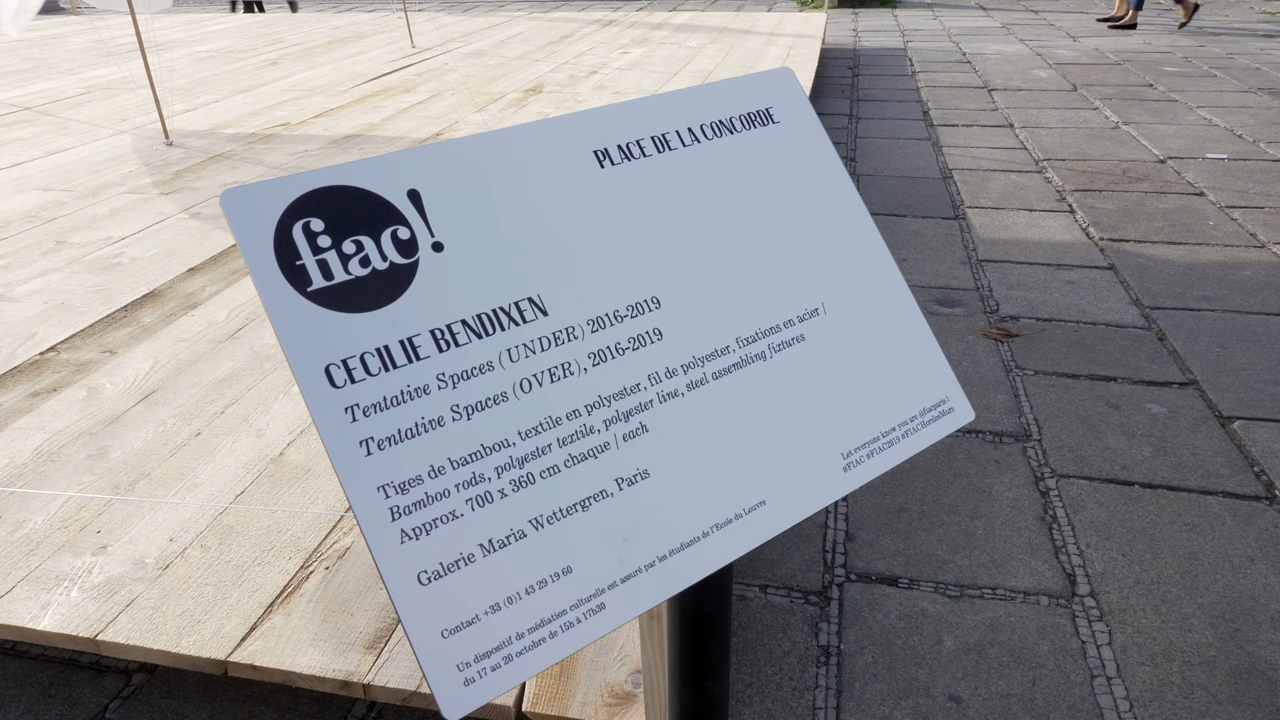 PLACE DE LA CONCORDE
fiac!
CECILIE BENDIXEN
Tentative Spaces (UNDER) 2016-2019
Tentative Spaces (OVER), 2016-2019
Tiges de bambou, textile en polyester, fil de polyester, fixations en acier /
Bamboo rods, polyester textile, polyester line, steel assembling fixtures
Approx. 700 x 360 cm chaque / each
Galerie Maria Wettergren, Paris
Contact +33 (0)1 43 29 19 60
Un dispositif de médiation culturelle est assuré par les étudiants de l'Ecole du Louvre
du 17 au 20 octobre de 15h à 17h30
Let everyone know you are @fiacparis !
#FIAC #FIAC2019 #FIACHorslesMurs